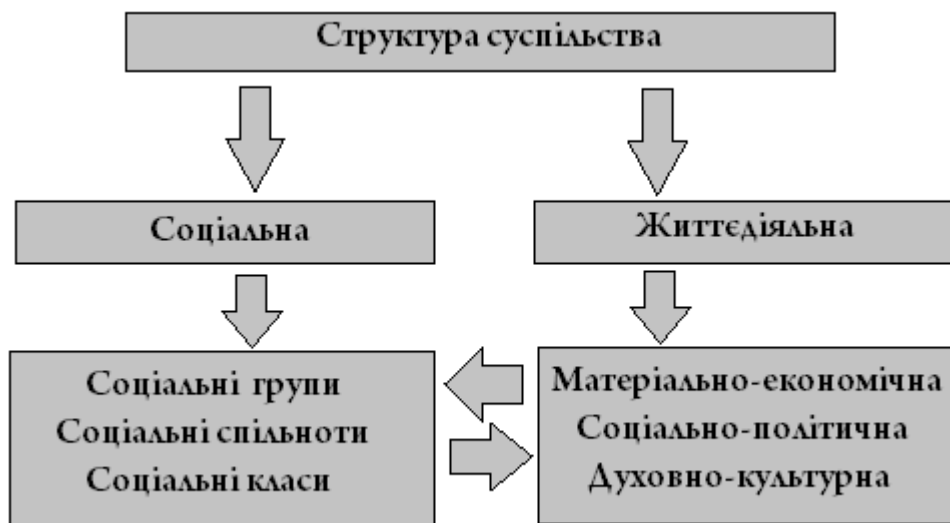 Структура суспільства
Соціальна
Життєдіяльна
Соціальні групи
Соціальні спільноти
Соціальні класи
Матеріально-економічна
Соціально-політична
Духовно-культурна